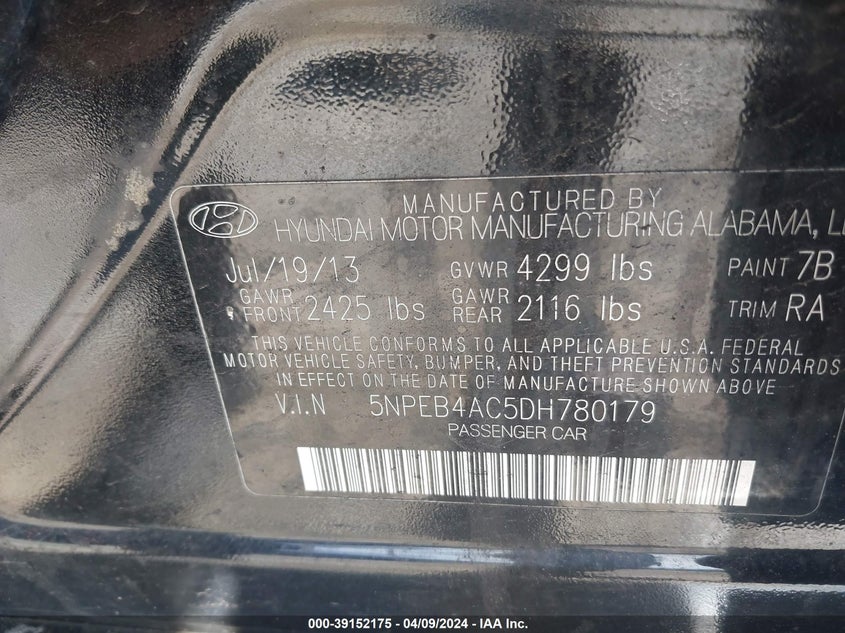 MANUFACTURED BY
HYUNDAI MOTOR MANUFACTURING ALABAMA,
Jul/19/13 GVWR 4299 lbs PAINT 7B
GAWR FRONT 2425 lbs GAWR REAR 2116 lbs TRIM RA
THIS VEHICLE CONFORMS TO ALL APPLICABLE U.S.A. FEDERAL
MOTOR VEHICLE SAFETY, BUMPER, AND THEFT PREVENTION STANDARDS
IN EFFECT ON THE DATE OF MANUFACTURE SHOWN ABOVE
V.I.N 5NPEB4AC5DH780179
PASSENGER CAR
000-39152175 - 04/09/2024 - IAA Inc.